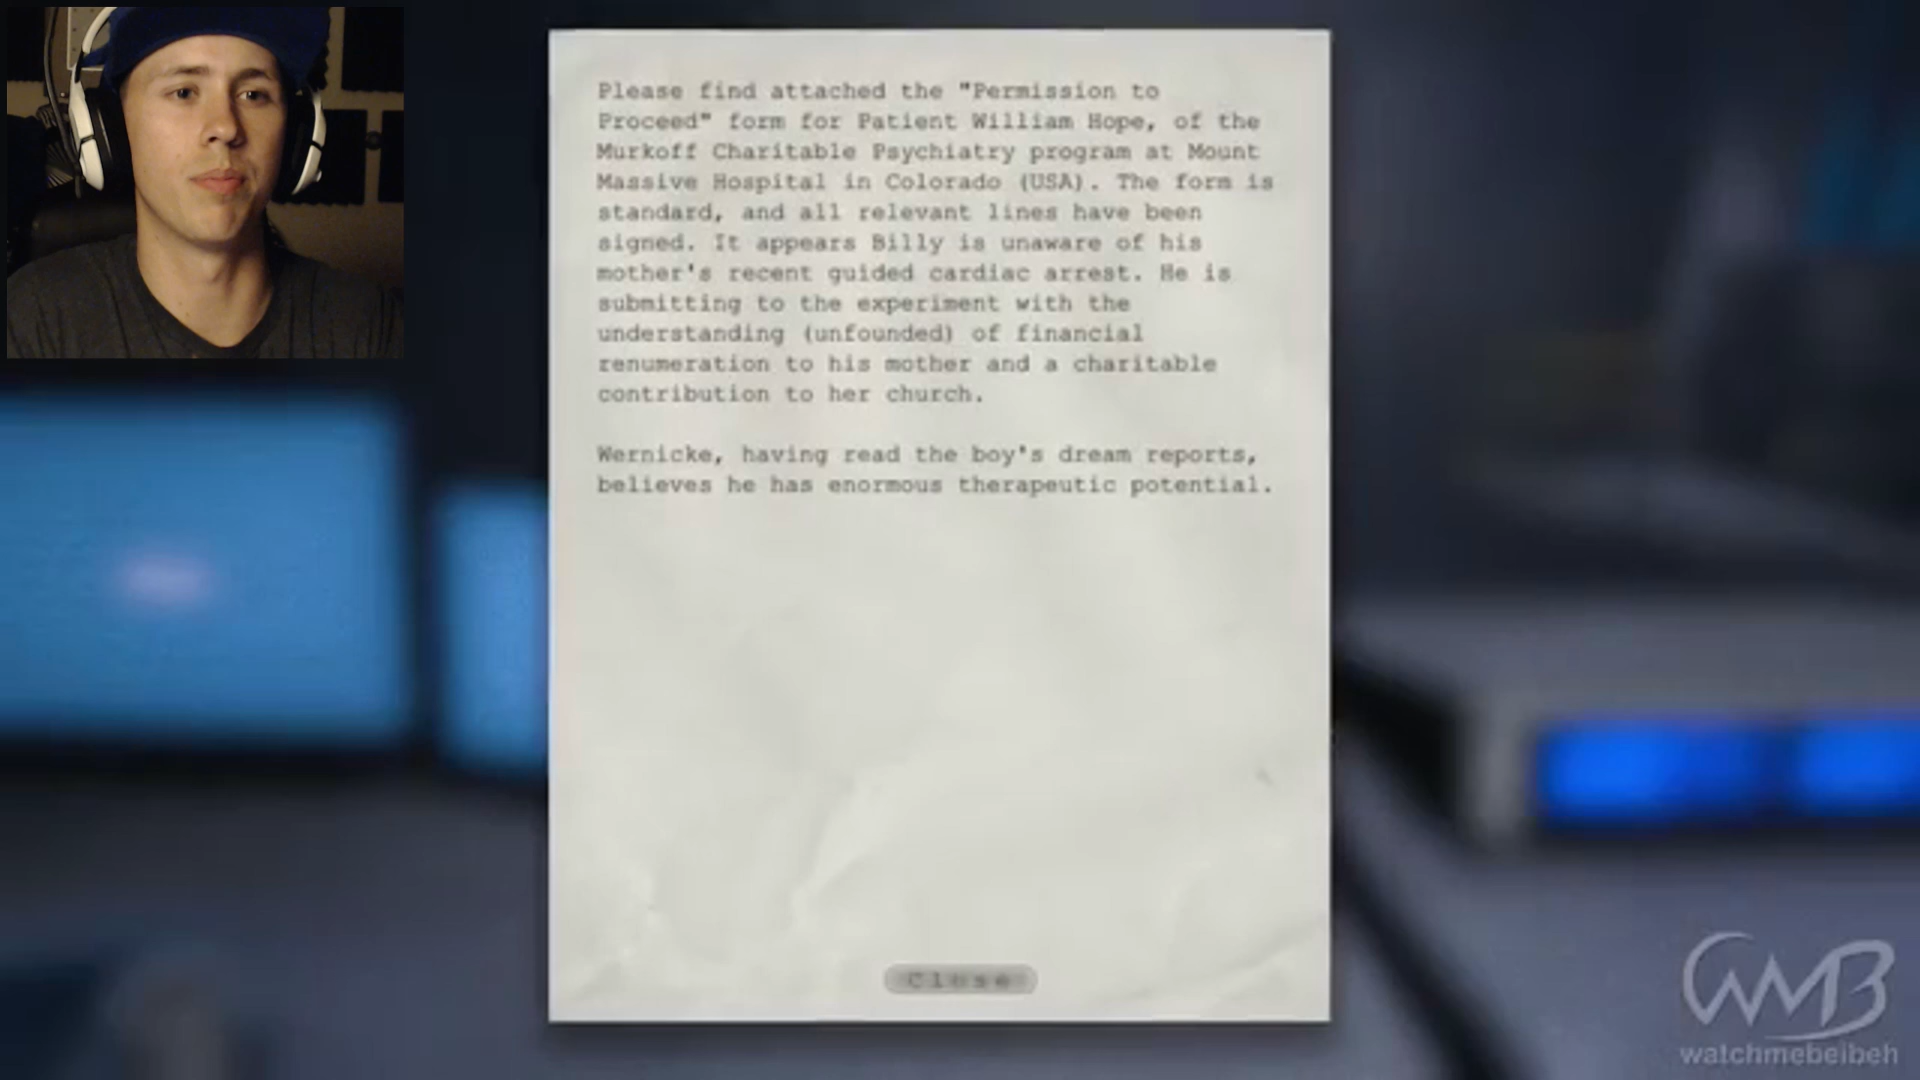 Please find attached the "Permission to
Proceed" form for Patient William Hope, of the
Murkoff Charitable Psychiatry program at Mount
Massive Hospital in Colorado (USA). The form is
standard, and all relevant lines have been
signed. It appears Billy is unaware of his
mother's recent guided cardiac arrest. He is
submitting to the experiment with the
understanding (unfounded) of financial
renumeration to his mother and a charitable
contribution to her church.
Wernicke, having read the boy's dream reports,
believes he has enormous therapeutic potential.
Close
WMB
watchmebeibeh